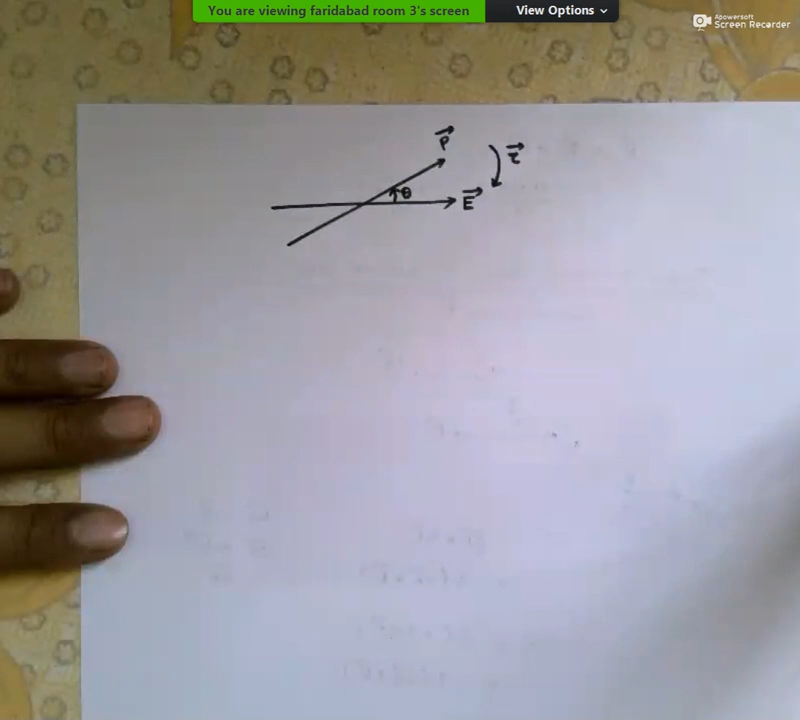 You are viewing faridabad room 3's screen
View Options
Apowersoft
Screen Recorder
P⃗
τ⃗
θ
E⃗